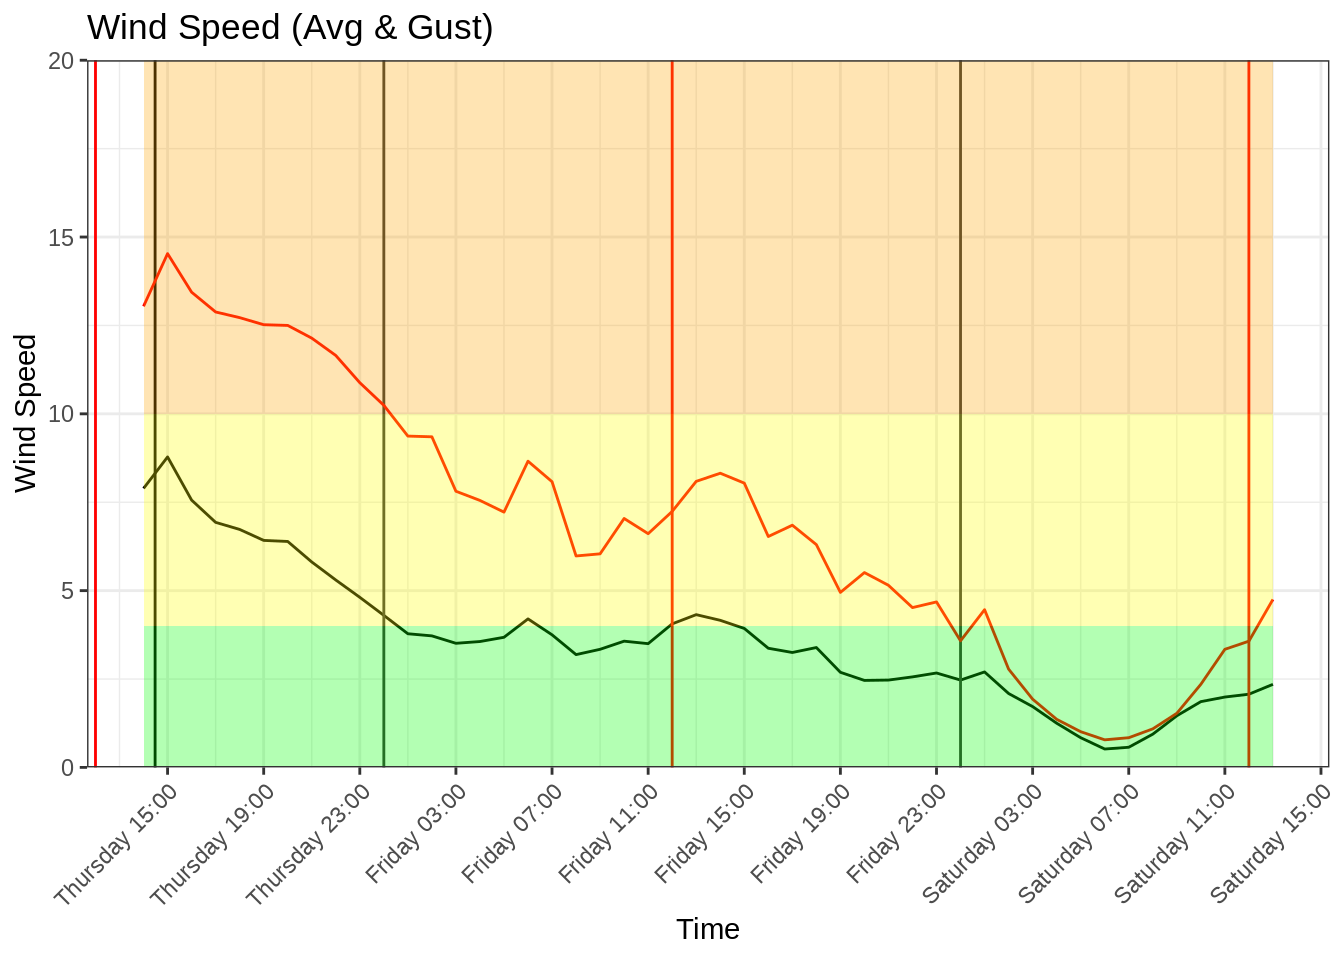 Wind Speed (Avg & Gust)
20
15
10
5
0
Wind Speed
Thursday 15:00
Thursday 19:00
Thursday 23:00
Friday 03:00
Friday 07:00
Friday 11:00
Friday 15:00
Friday 19:00
Friday 23:00
Saturday 03:00
Saturday 07:00
Saturday 11:00
Saturday 15:00
Time